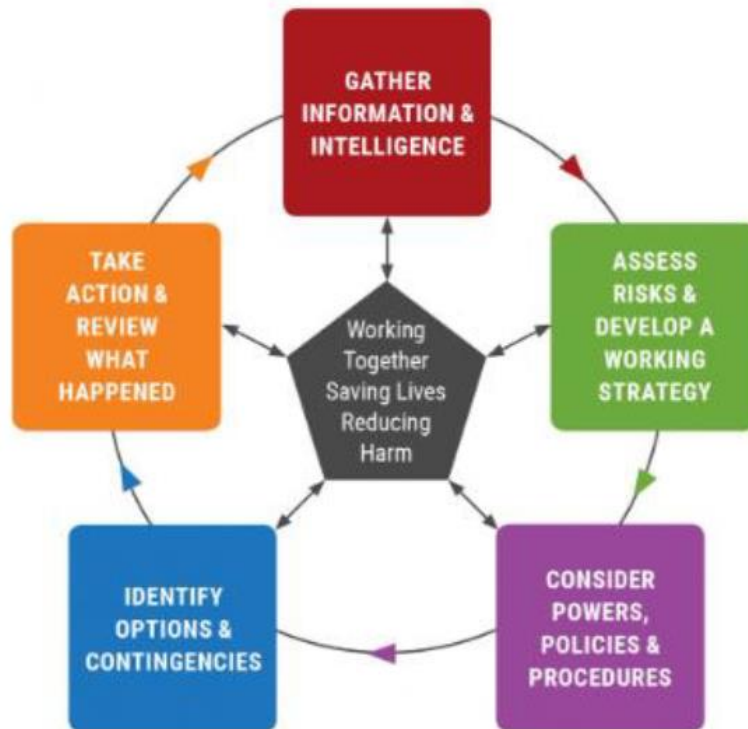 GATHER
INFORMATION &
INTELLIGENCE
ASSESS
RISKS &
DEVELOP A
WORKING
STRATEGY
CONSIDER
POWERS,
POLICIES &
PROCEDURES
IDENTIFY
OPTIONS &
CONTINGENCIES
TAKE
ACTION &
REVIEW
WHAT
HAPPENED
Working
Together
Saving Lives
Reducing
Harm